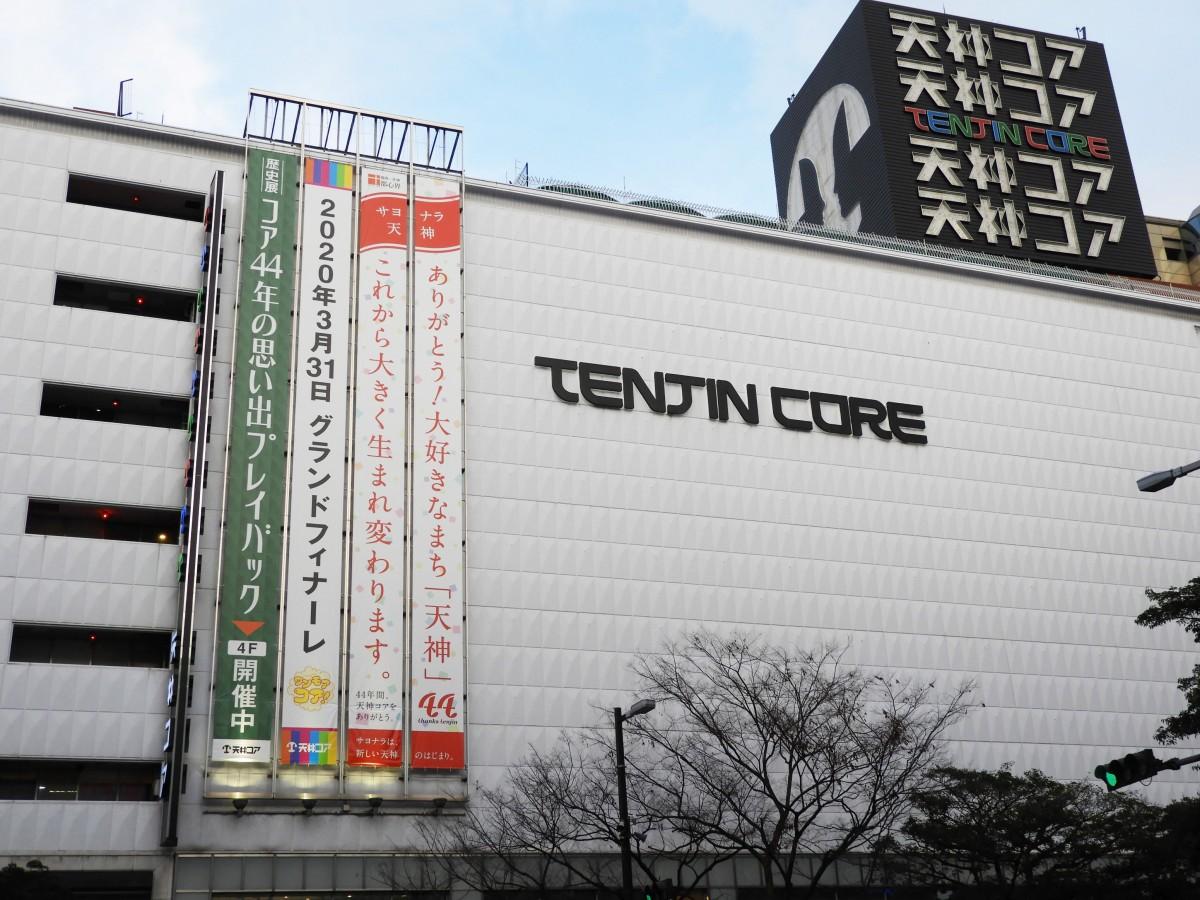 天神コア
天神コア
TENJIN CORE
天神コア
天神コア
TENJIN CORE
ありがとう！大好きなまち「天神」
これから大きく生まれ変わります。
サヨナラ
天神
44年間、
天神コアを
ありがとう。
44
thanks tenjin
サヨナラは、
新しい天神
のはじまり。
2020年3月31日 グランドフィナーレ
ワンモア
コア!
天神コア
歴史展
コア44年の思い出プレイバック
4F
開催中
天神コア